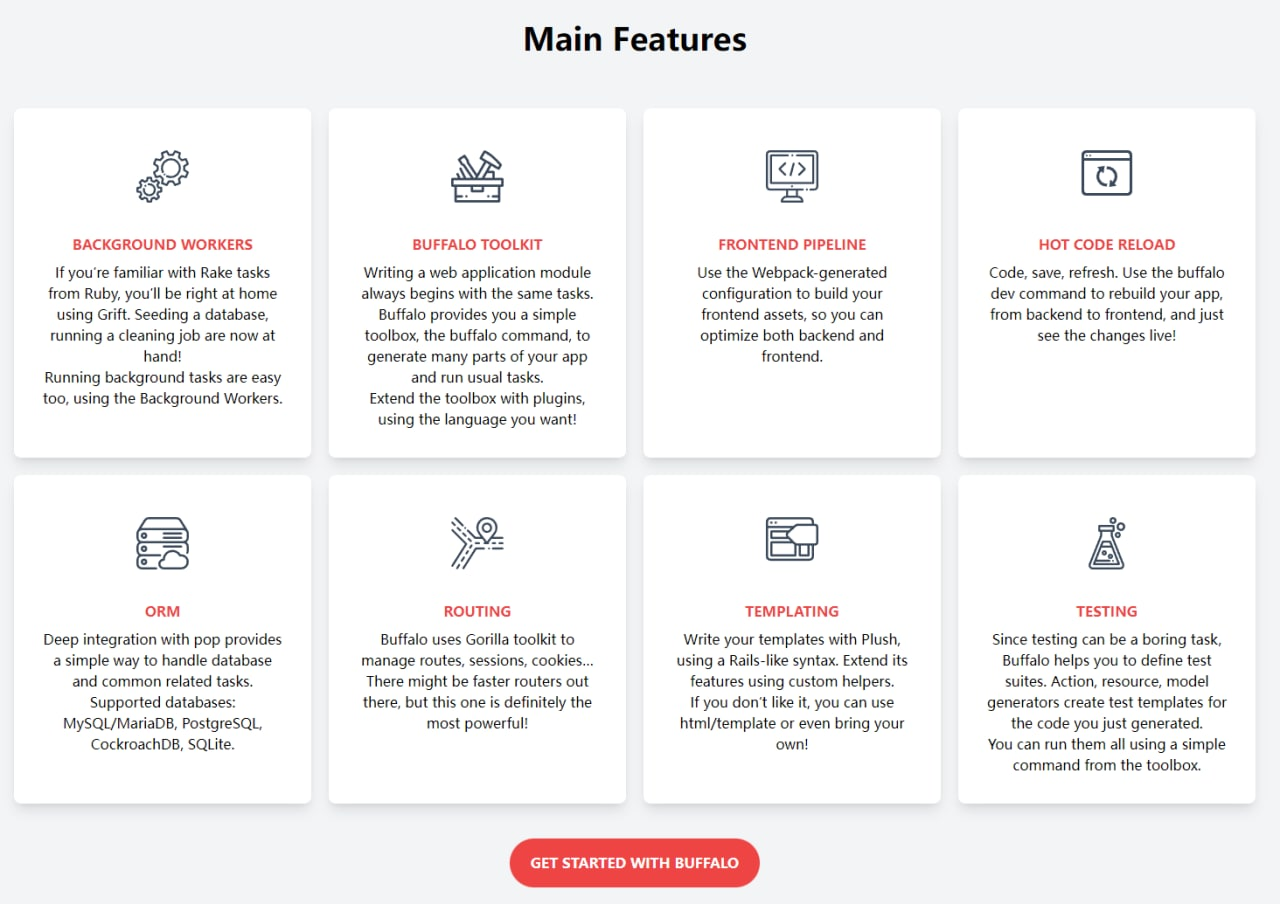 Main Features
BACKGROUND WORKERS
If you’re familiar with Rake tasks
from Ruby, you’ll be right at home
using Grift. Seeding a database,
running a cleaning job are now at
hand!
Running background tasks are easy
too, using the Background Workers.
BUFFALO TOOLKIT
Writing a web application module
always begins with the same tasks.
Buffalo provides you a simple
toolbox, the buffalo command, to
generate many parts of your app
and run usual tasks.
Extend the toolbox with plugins,
using the language you want!
FRONTEND PIPELINE
Use the Webpack-generated
configuration to build your
frontend assets, so you can
optimize both backend and
frontend.
HOT CODE RELOAD
Code, save, refresh. Use the buffalo
dev command to rebuild your app,
from backend to frontend, and just
see the changes live!
ORM
Deep integration with pop provides
a simple way to handle database
and common related tasks.
Supported databases:
MySQL/MariaDB, PostgreSQL,
CockroachDB, SQLite.
ROUTING
Buffalo uses Gorilla toolkit to
manage routes, sessions, cookies...
There might be faster routers out
there, but this one is definitely the
most powerful!
TEMPLATING
Write your templates with Plush,
using a Rails-like syntax. Extend its
features using custom helpers.
If you don’t like it, you can use
html/template or even bring your
own!
TESTING
Since testing can be a boring task,
Buffalo helps you to define test
suites. Action, resource, model
generators create test templates for
the code you just generated.
You can run them all using a simple
command from the toolbox.
GET STARTED WITH BUFFALO